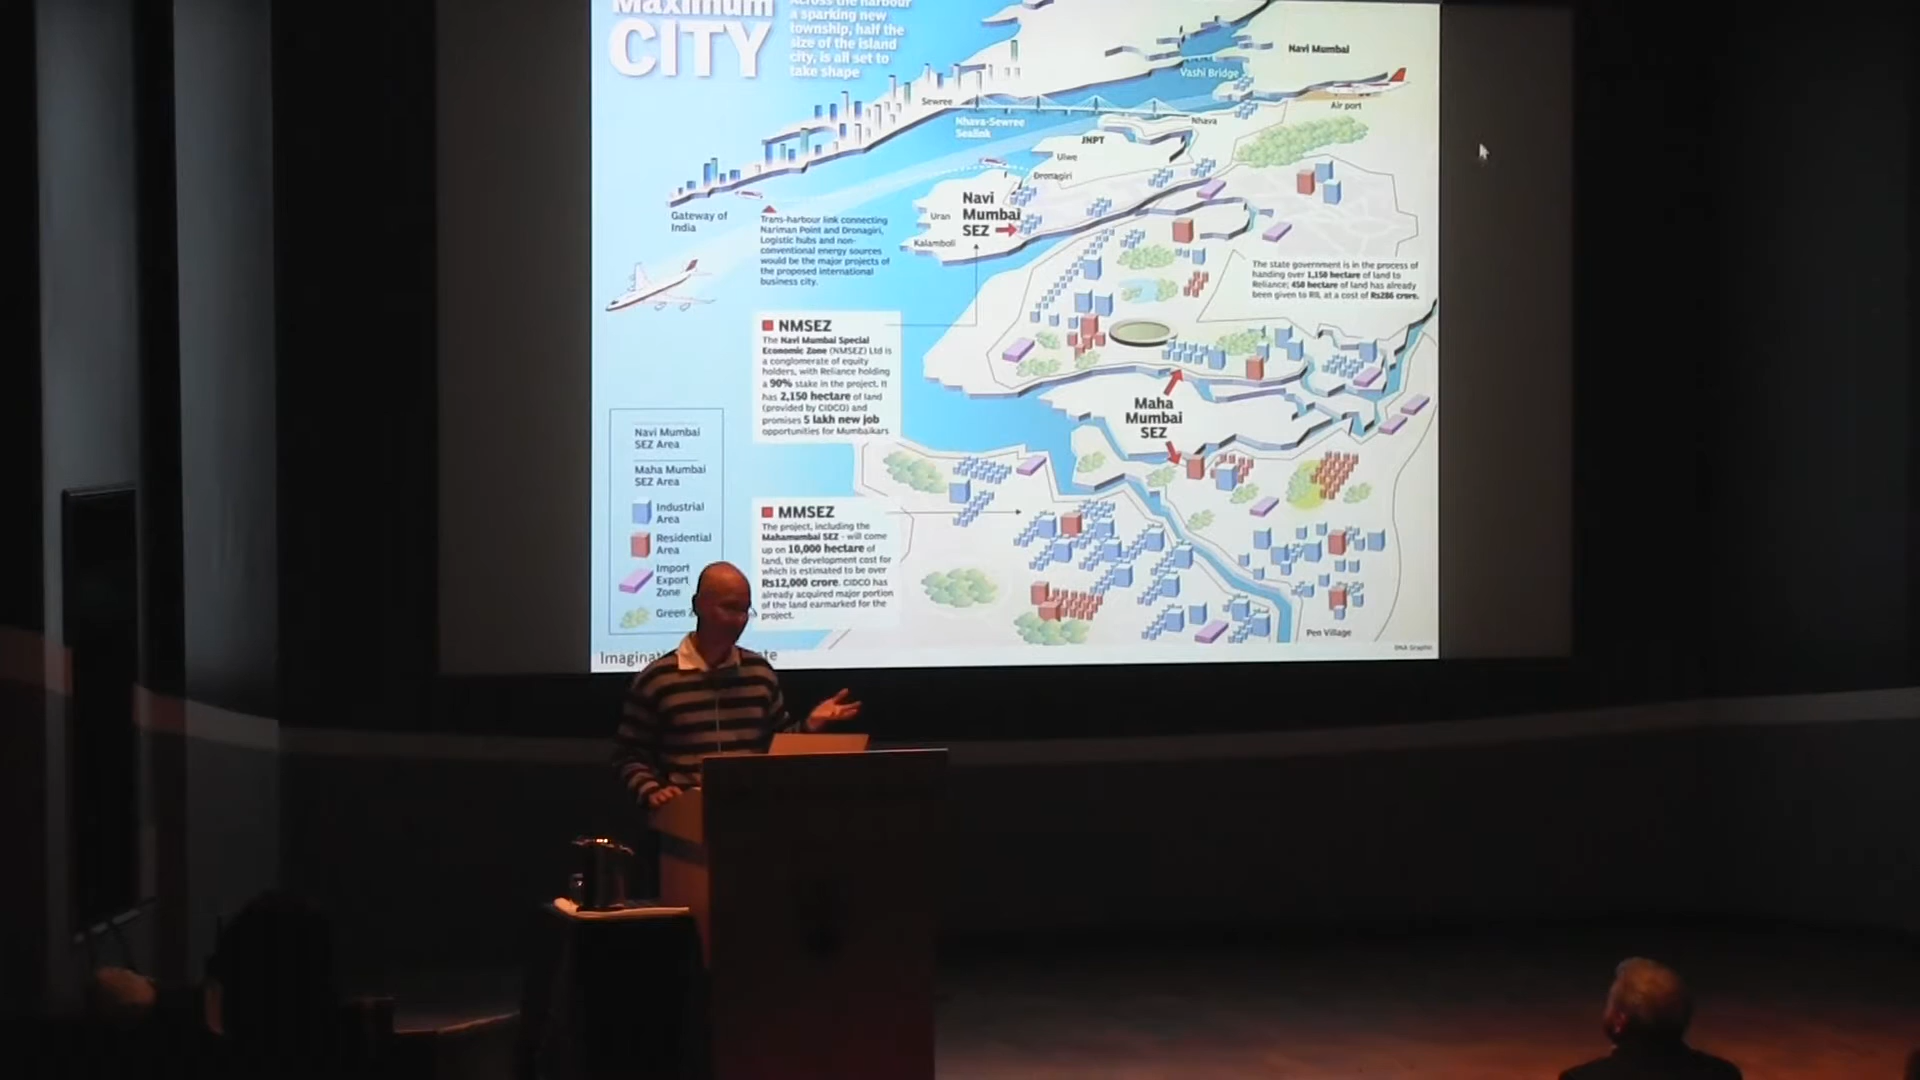 Maximum
CITY
Across the harbour
a sparking new
township, half the
size of the island
city, is all set to
take shape
Navi Mumbai
Vashi Bridge
Air port
Sewree
Nhava-Sewree
Sealink
Nhava
JNPT
Ulwe
Dronagiri
Navi
Mumbai
SEZ
Uran
Kalamboli
Gateway of
India
Trans-harbour link connecting
Nariman Point and Dronagiri,
Logistic hubs and non-
conventional energy sources
would be the major projects of
the proposed international
business city.
The state government is in the process of
handing over 1,150 hectare of land to
Reliance; 450 hectare of land has already
been given to RIL at a cost of Rs286 crore.
NMSEZ
The Navi Mumbai Special
Economic Zone (NMSEZ) Ltd is
a conglomerate of equity
holders, with Reliance holding
a 90% stake in the project. It
has 2,150 hectare of land
(provided by CIDCO) and
promises 5 lakh new job
opportunities for Mumbaikars
Maha
Mumbai
SEZ
Navi Mumbai
SEZ Area
Maha Mumbai
SEZ Area
Industrial
Area
Residential
Area
Import
Export
Zone
Green
MMSEZ
The project, including the
Mahamumbai SEZ - will come
up on 10,000 hectare of
land, the development cost for
which is estimated to be over
Rs12,000 crore. CIDCO has
already acquired major portion
of the land earmarked for the
project.
Pen Village
DNA Graphic